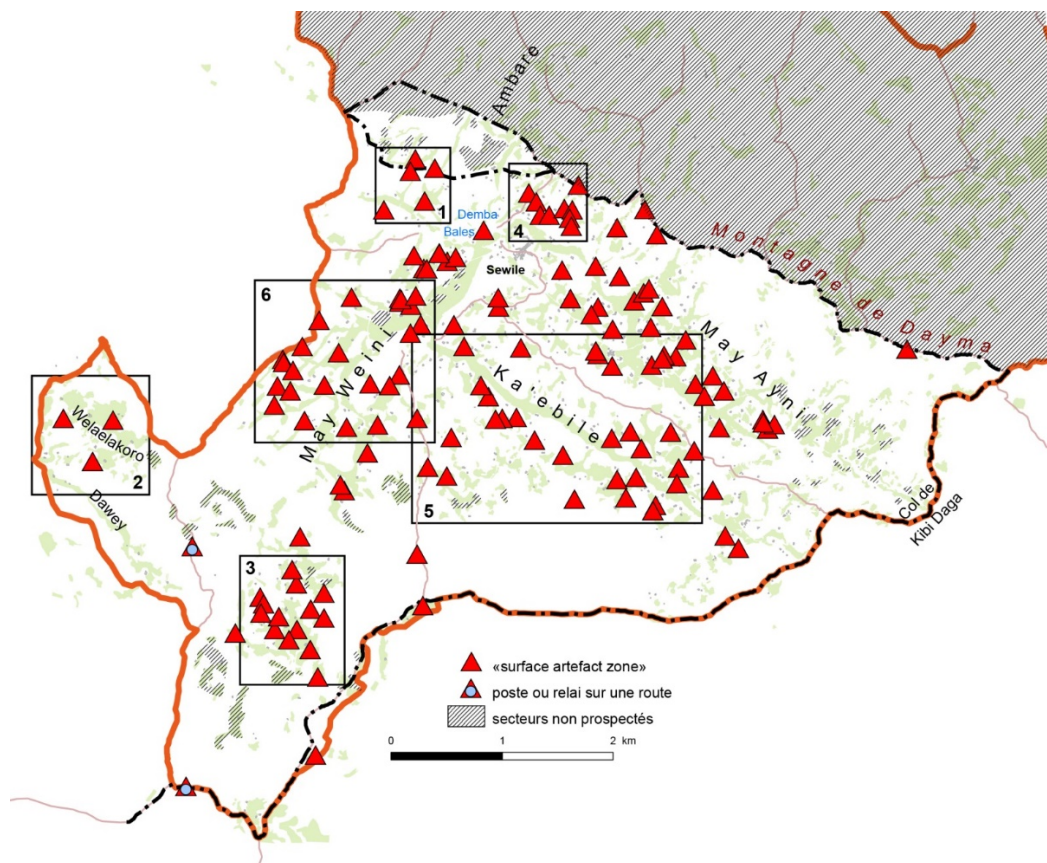 Ambare
1
4
Demba
Bales
Sewile
Montagne de Dayma
6
May Weini
May Ayni
Ka'ebile
Welaelakoro
2
Dawey
5
Col de
Kibi Daga
3
«surface artefact zone»
poste ou relai sur une route
secteurs non prospectés
0 1 2 km